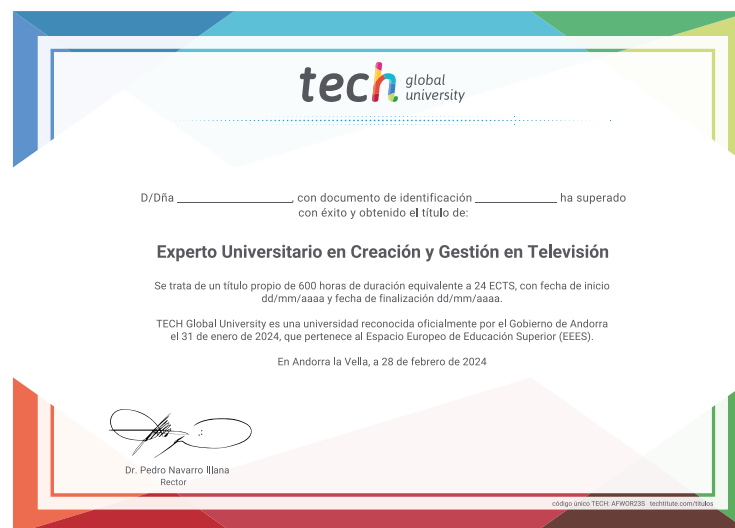 tech global
university
D/Dña ____________________, con documento de identificación ______________ ha superado
con éxito y obtenido el título de:
Experto Universitario en Creación y Gestión en Televisión
Se trata de un título propio de 600 horas de duración equivalente a 24 ECTS, con fecha de inicio
dd/mm/aaaa y fecha de finalización dd/mm/aaaa.
TECH Global University es una universidad reconocida oficialmente por el Gobierno de Andorra
el 31 de enero de 2024, que pertenece al Espacio Europeo de Educación Superior (EEES).
En Andorra la Vella, a 28 de febrero de 2024
Dr. Pedro Navarro Illana
Rector
código único TECH: AFWOR23S techtitute.com/titulos